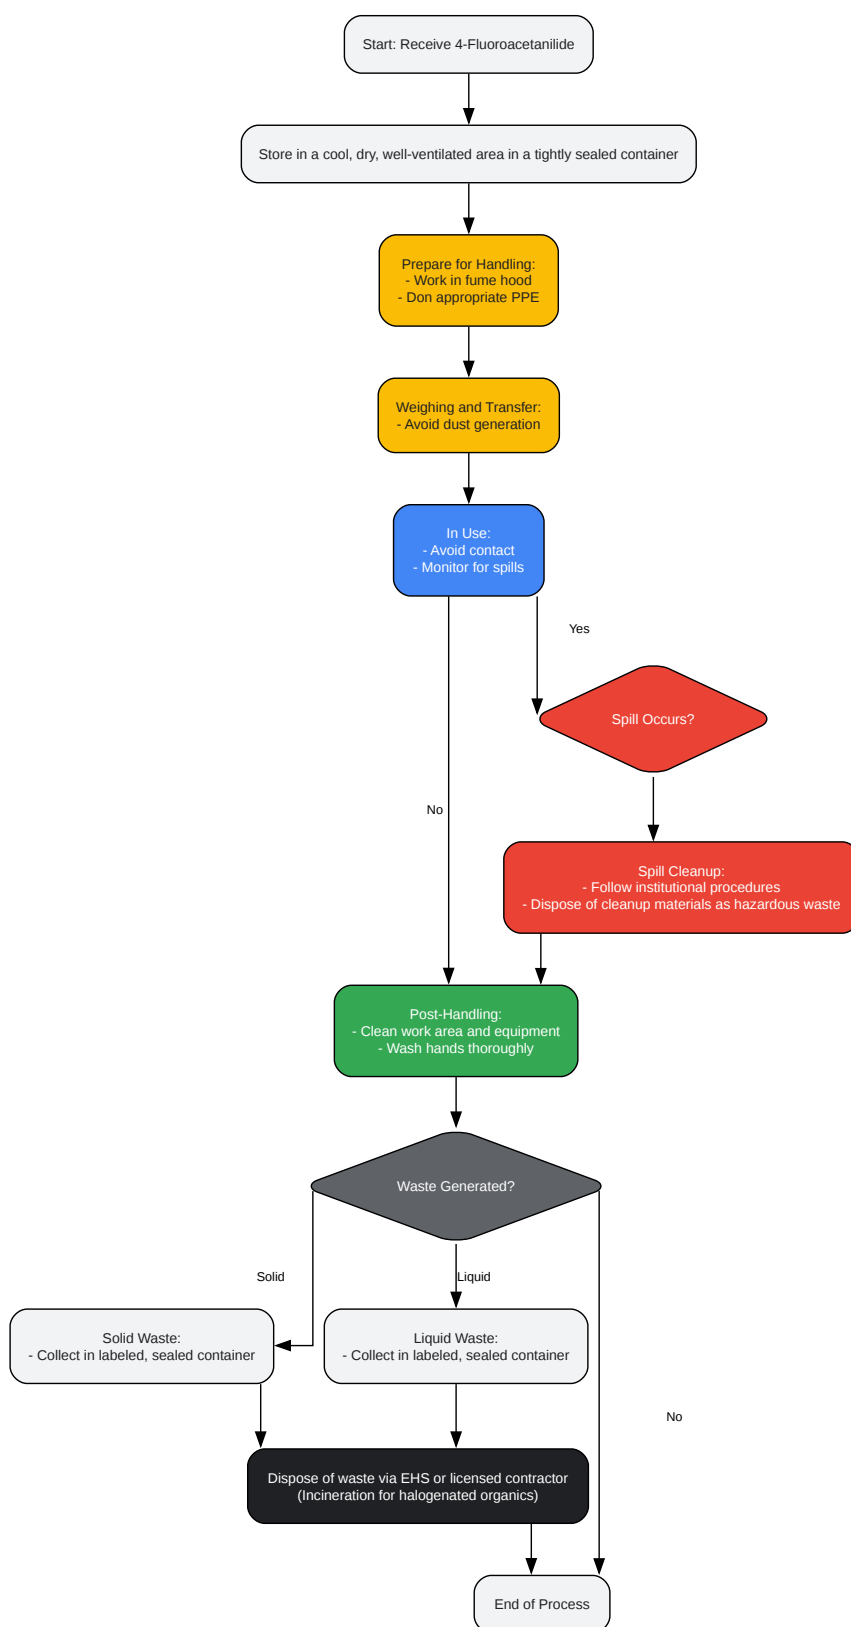 Start: Receive 4-Fluoroacetanilide
Store in a cool, dry, well-ventilated area in a tightly sealed container
Prepare for Handling:
- Work in fume hood
- Don appropriate PPE
Weighing and Transfer:
- Avoid dust generation
In Use:
- Avoid contact
- Monitor for spills
Yes
Spill Occurs?
No
Spill Cleanup:
- Follow institutional procedures
- Dispose of cleanup materials as hazardous waste
Post-Handling:
- Clean work area and equipment
- Wash hands thoroughly
Waste Generated?
Solid
Liquid
Solid Waste:
- Collect in labeled, sealed container
Liquid Waste:
- Collect in labeled, sealed container
No
Dispose of waste via EHS or licensed contractor
(Incineration for halogenated organics)
End of Process